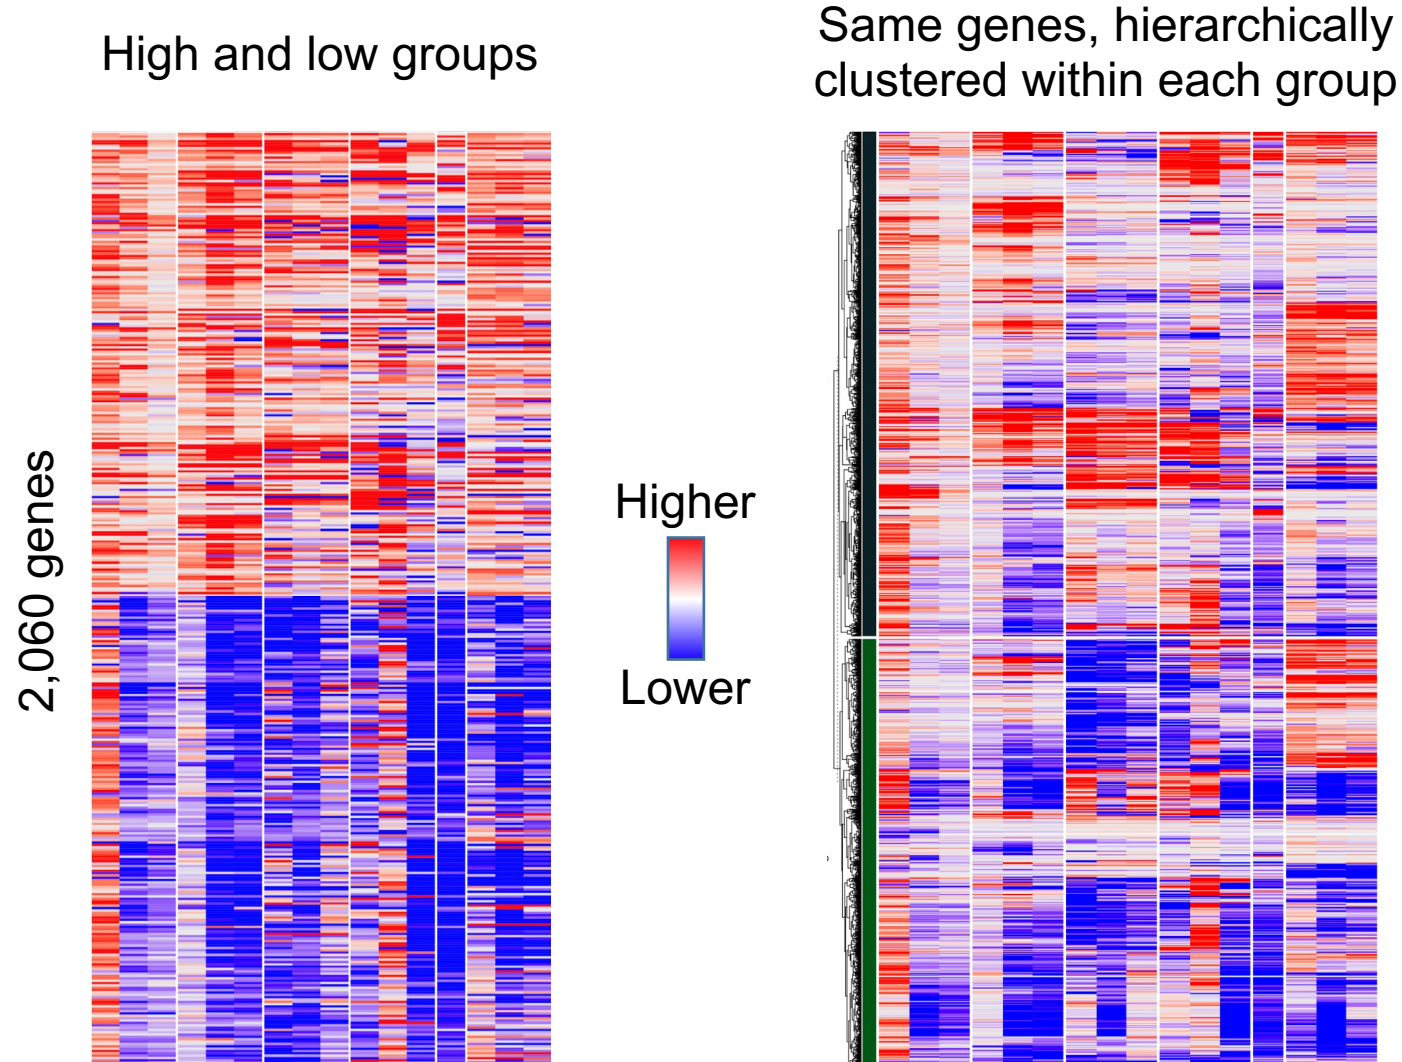 High and low groups
Same genes, hierarchically
clustered within each group
2,060 genes
Higher
Lower